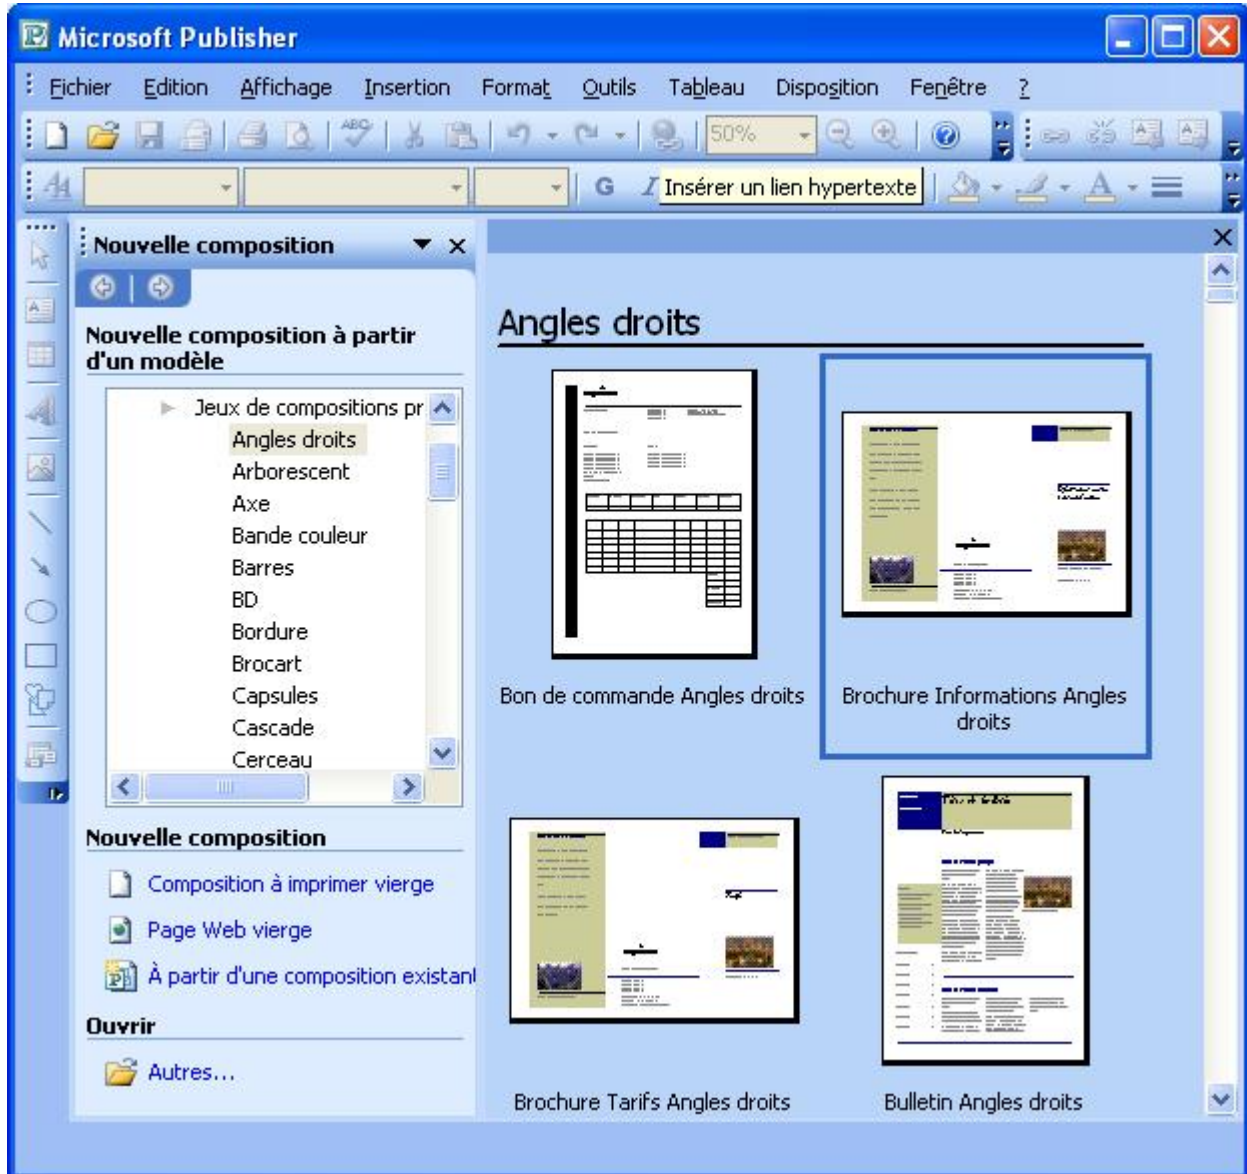 Microsoft Publisher
Fichier Edition Affichage Insertion Format Outils Tableau Disposition Fenêtre ?
ABC 50%
G I Insérer un lien hypertexte A
Nouvelle composition
Nouvelle composition à partir
d'un modèle
Jeux de compositions pr
Angles droits
Arborescent
Axe
Bande couleur
Barres
BD
Bordure
Brocart
Capsules
Cascade
Cerceau
Nouvelle composition
Composition à imprimer vierge
Page Web vierge
À partir d'une composition existant
Ouvrir
Autres...
Angles droits
Bon de commande Angles droits
Brochure Informations Angles
droits
Brochure Tarifs Angles droits
Bulletin Angles droits